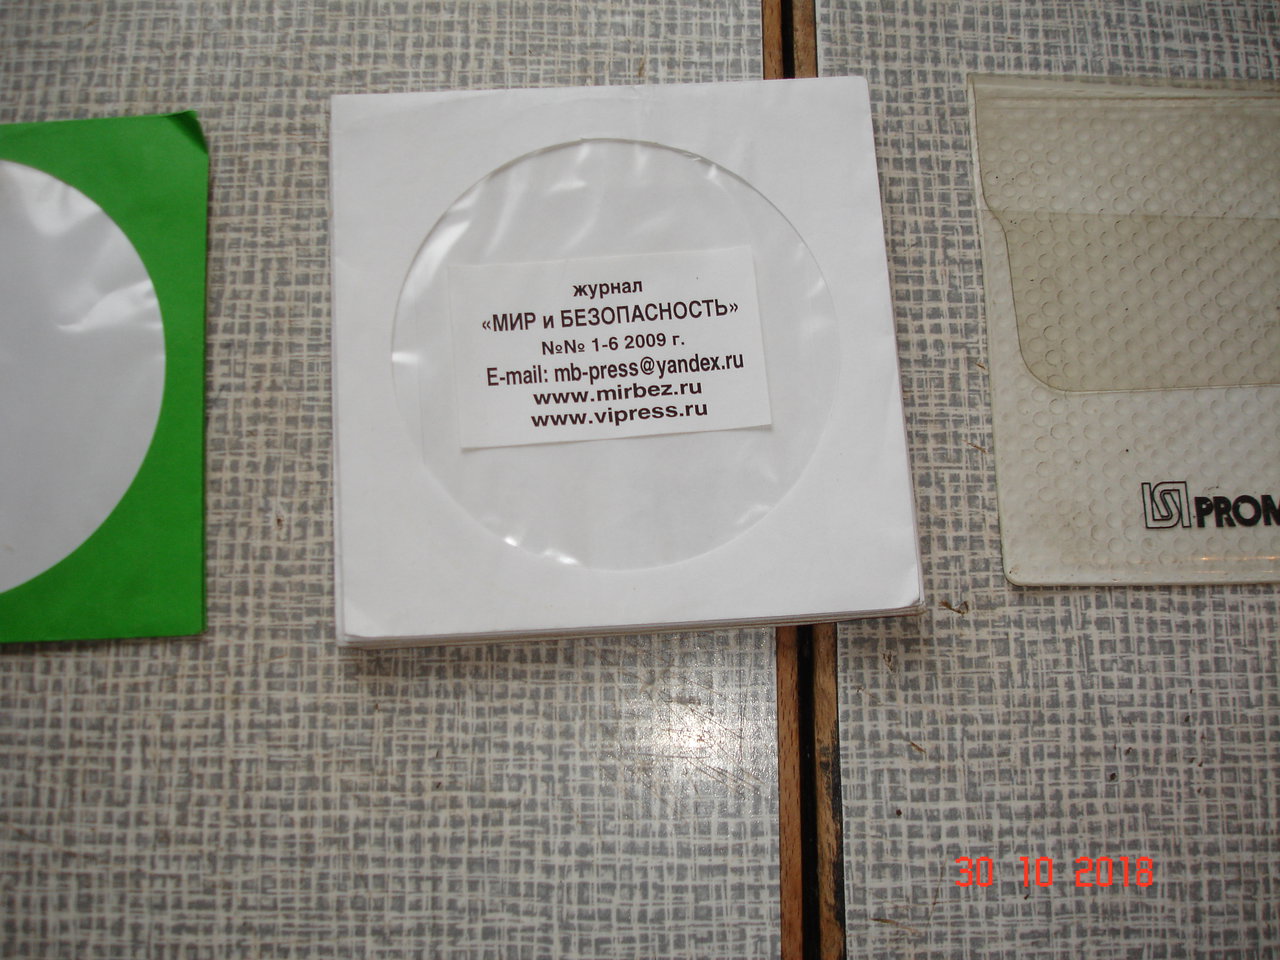 журнал
«МИР и БЕЗОПАСНОСТЬ»
№№ 1-6 2009 г.
E-mail: mb-press@yandex.ru
www.mirbez.ru
www.vipress.ru
PROM
30 10 2018